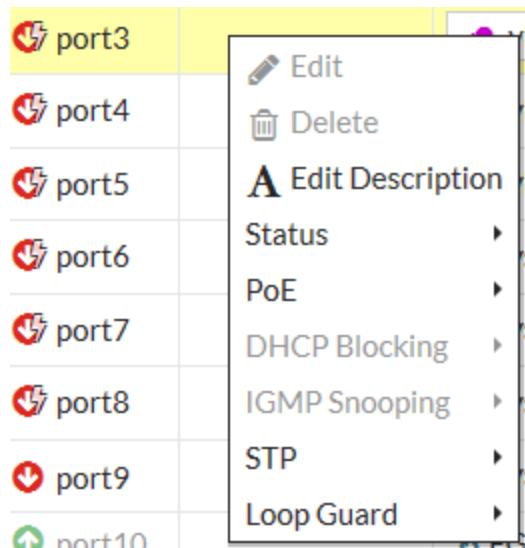 port3
port4
port5
port6
port7
port8
port9
port10
Edit
Delete
A Edit Description
Status
PoE
DHCP Blocking
IGMP Snooping
STP
Loop Guard